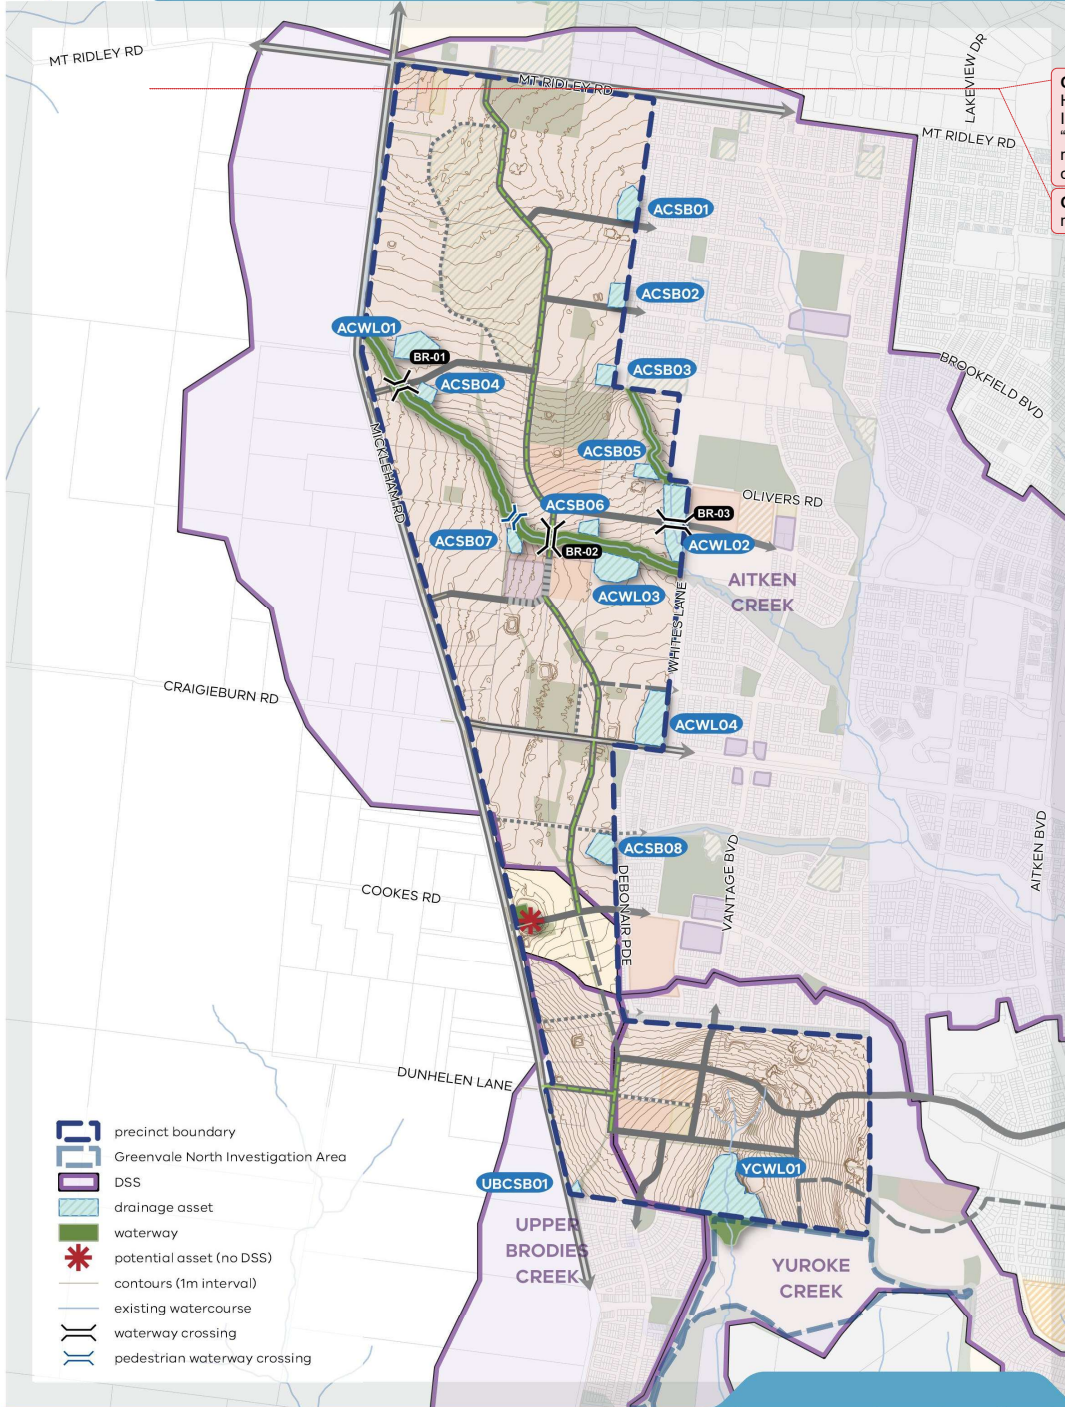 MT RIDLEY RD
MT RIDLEY RD
LAKEVIEW DR
MT RIDLEY RD
ACSB01
ACSB02
ACWL01
BR-01
ACSB03
ACSB04
BROOKFIELD BVD
MICKLEHAM RD
ACSB05
OLIVERS RD
ACSB06
BR-03
ACSB07
BR-02
ACWL02
AITKEN
CREEK
ACWL03
WHITES LANE
CRAIGIEBURN RD
ACWL04
AITKEN BVD
ACSB08
VANTAGE BVD
COOKES RD
DEBONAIR PDE
DUNHELEN LANE
YCWL01
UBCSB01
UPPER
BRODIES
CREEK
YUROKE
CREEK
precinct boundary
Greenvale North Investigation Area
DSS
drainage asset
waterway
potential asset (no DSS)
contours (1m interval)
existing watercourse
waterway crossing
pedestrian waterway crossing